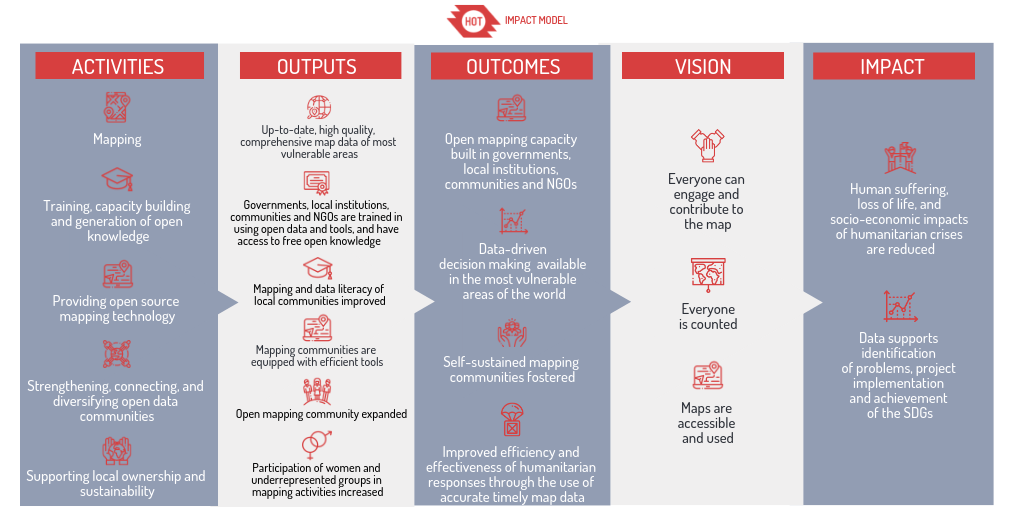 HOT
IMPACT MODEL
ACTIVITIES
Mapping
Training, capacity building
and generation of open
knowledge
Providing open source
mapping technology
Strengthening, connecting, and
diversifying open data
communities
Supporting local ownership and
sustainability
OUTPUTS
Up-to-date, high quality,
comprehensive map data of most
vulnerable areas
Governments, local institutions,
communities and NGOs are trained in
using open data and tools, and have
access to free open knowledge
Mapping and data literacy of
local communities improved
Mapping communities are
equipped with efficient tools
Open mapping community expanded
Participation of women and
underrepresented groups in
mapping activities increased
OUTCOMES
Open mapping capacity
built in governments,
local institutions,
communities and NGOs
Data-driven
decision making available
in the most vulnerable
areas of the world
Self-sustained mapping
communities fostered
Improved efficiency and
effectiveness of humanitarian
responses through the use of
accurate timely map data
VISION
Everyone can
engage and
contribute to
the map
Everyone
is counted
Maps are
accessible
and used
IMPACT
Human suffering,
loss of life, and
socio-economic impacts
of humanitarian crises
are reduced
Data supports
identification
of problems, project
implementation
and achievement
of the SDGs